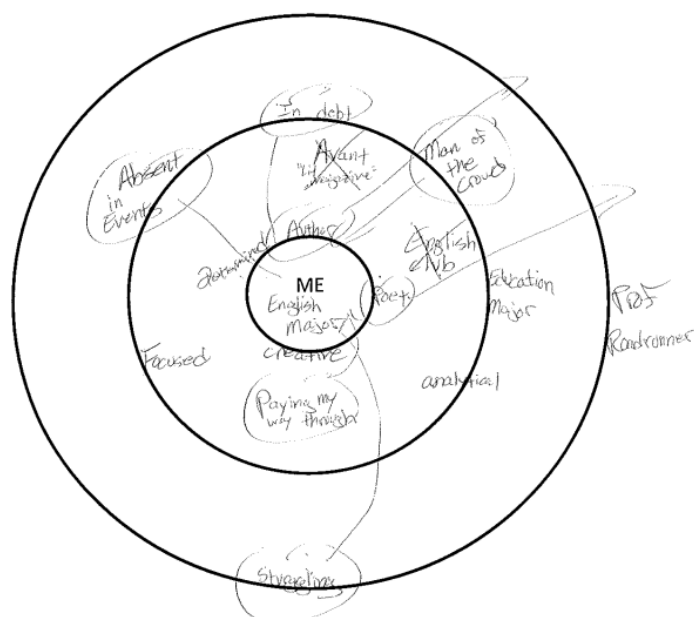 In debt
Avant
"Lit
magazine"
Man of
the
Crowd
Absent
in
Events
Author
Determined
English
club
ME
English
major
Poet
Education
Major
Prof
Roadrunner
Focused
creative
analytical
Paying my
way through
Struggling